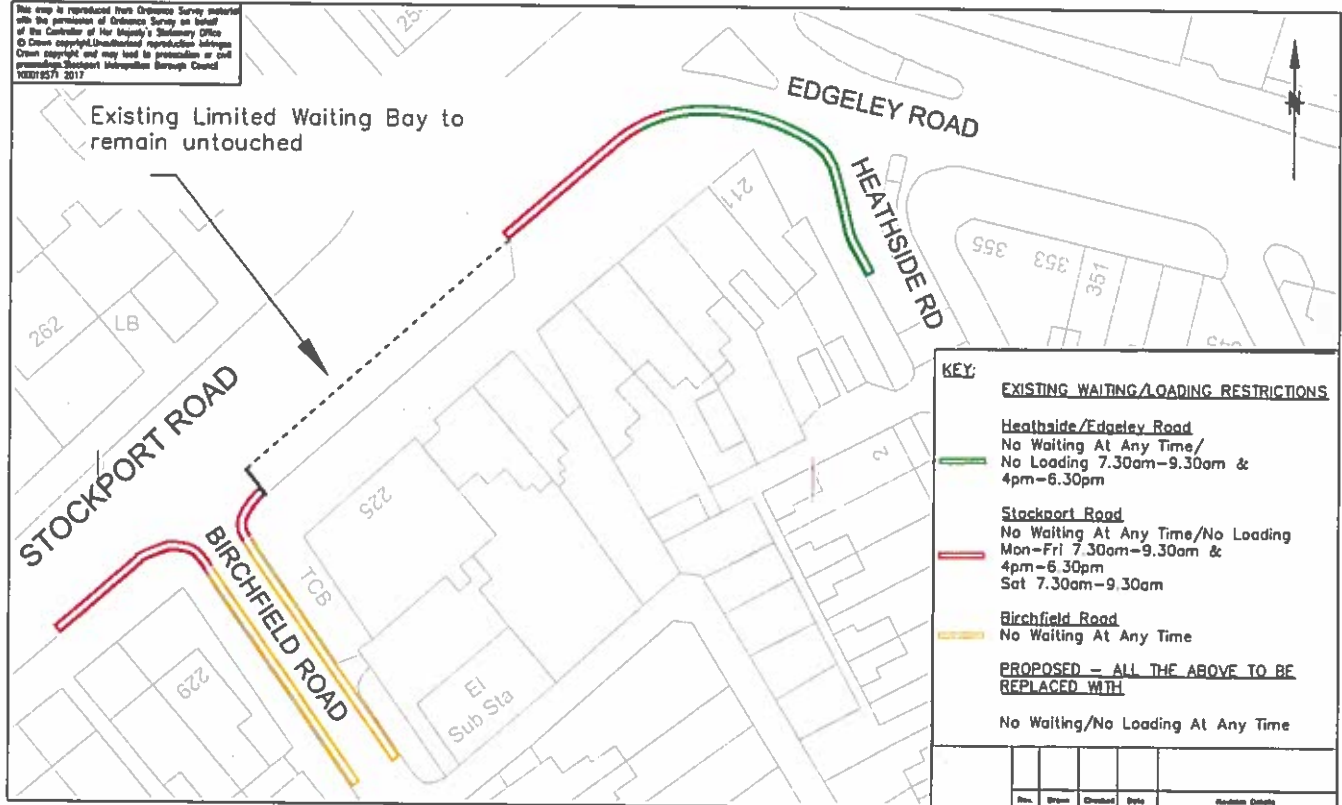 This map is reproduced from Ordnance Survey material
with the permission of Ordnance Survey on behalf
of the Controller of Her Majesty's Stationery Office
© Crown copyright.Unauthorised reproduction infringes
Crown copyright and may lead to prosecution or civil
proceedings.Stockport Metropolitan Borough Council
100019571 2017
Existing Limited Waiting Bay to
remain untouched
EDGELEY ROAD
HEATHSIDE RD
STOCKPORT ROAD
BIRCHFIELD ROAD
262
LB
211
355
353
351
225
TCB
2
229
El
Sub Sta
KEY:
EXISTING WAITING/LOADING RESTRICTIONS
Heathside/Edgeley Road
No Waiting At Any Time/
No Loading 7.30am-9.30am &
4pm-6.30pm
Stockport Road
No Waiting At Any Time/No Loading
Mon-Fri 7.30am-9.30am &
4pm-6.30pm
Sat 7.30am-9.30am
Birchfield Road
No Waiting At Any Time
PROPOSED - ALL THE ABOVE TO BE
REPLACED WITH
No Waiting/No Loading At Any Time
Rev. Drawn Checked Date Revision Details